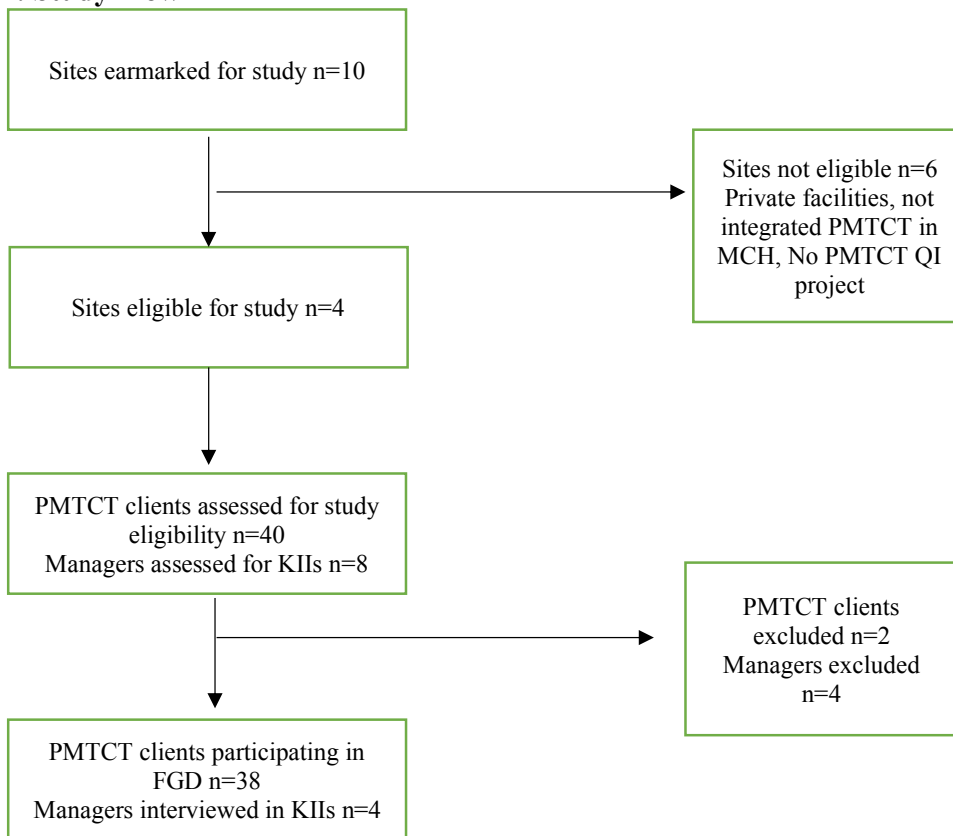 Sites earmarked for study n=10
Sites not eligible n=6
Private facilities, not
integrated PMTCT in
MCH, No PMTCT QI
project
Sites eligible for study n=4
PMTCT clients assessed for study
eligibility n=40
Managers assessed for KIIs n=8
PMTCT clients
excluded n=2
Managers excluded
n=4
PMTCT clients participating in
FGD n=38
Managers interviewed in KIIs n=4